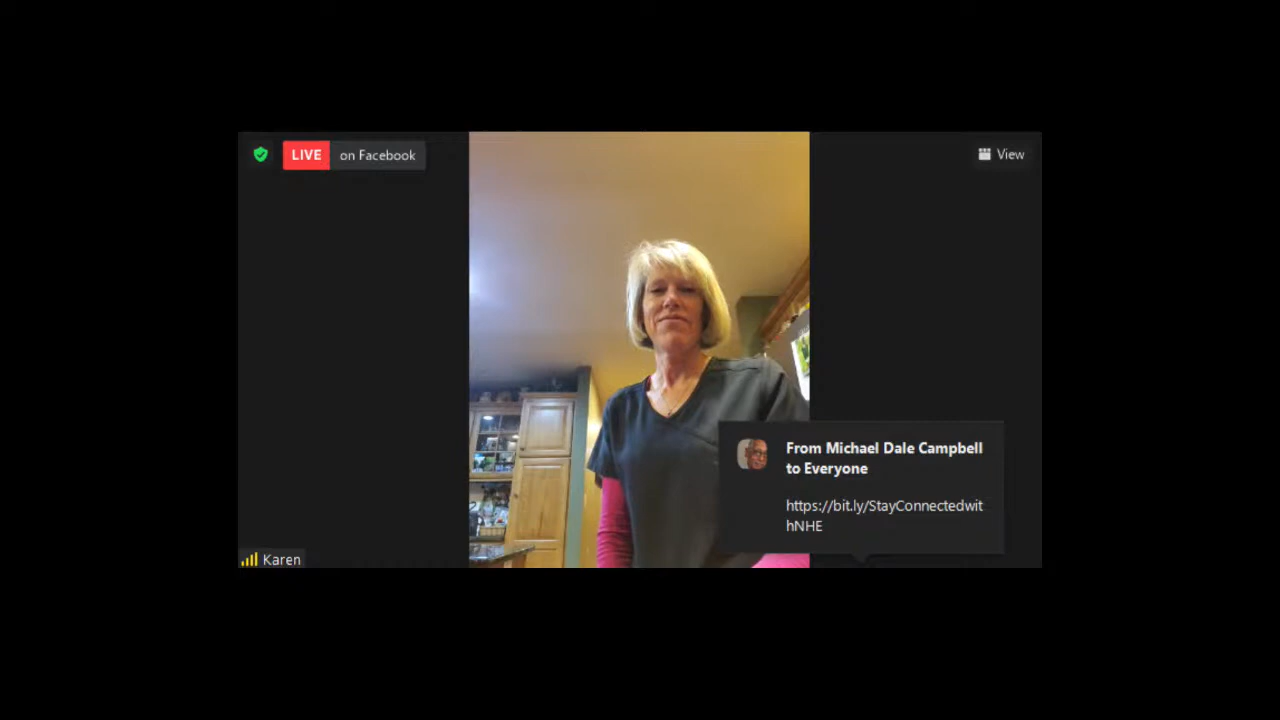 LIVE on Facebook
View
From Michael Dale Campbell
to Everyone
https://bit.ly/StayConnectedwit
hNHE
Karen